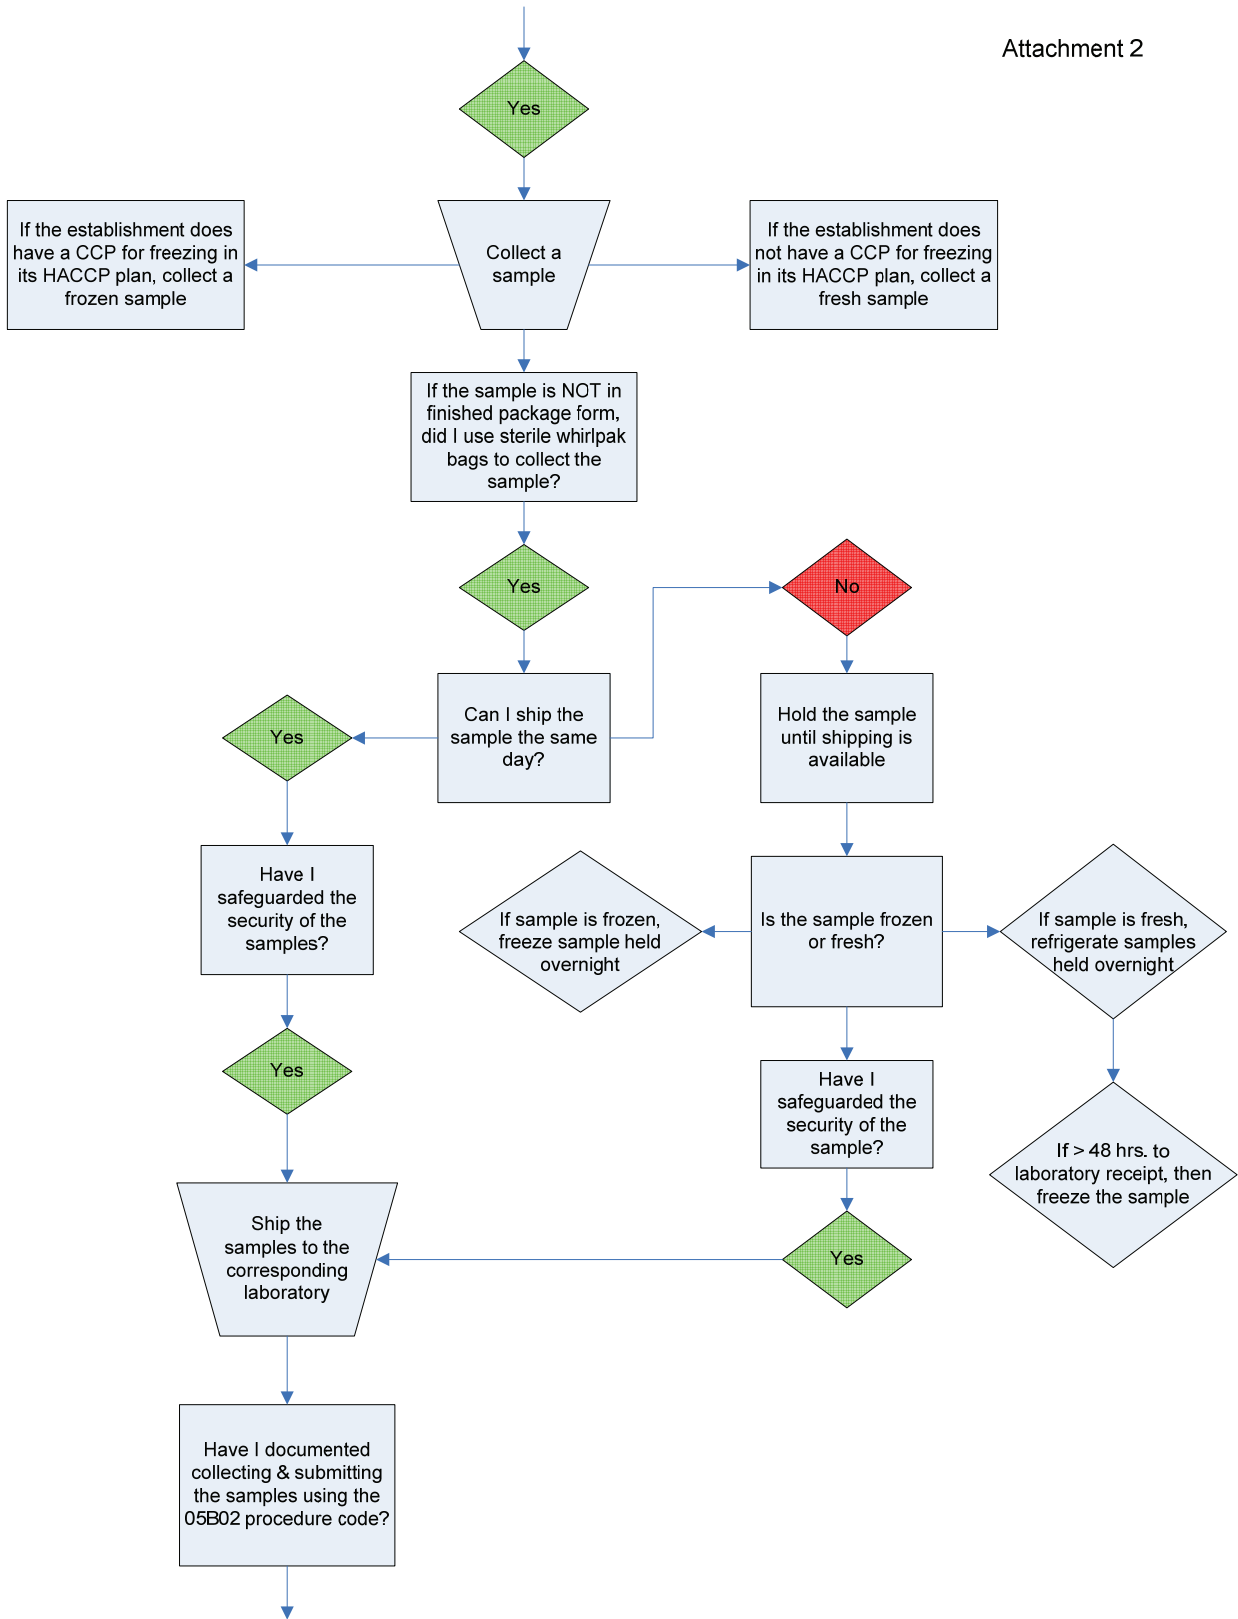 Attachment 2
Yes
If the establishment does
have a CCP for freezing in
its HACCP plan, collect a
frozen sample
Collect a
sample
If the establishment does
not have a CCP for freezing
in its HACCP plan, collect a
fresh sample
If the sample is NOT in
finished package form,
did I use sterile whirlpak
bags to collect the
sample?
Yes
No
Can I ship the
sample the same
day?
Yes
Hold the sample
until shipping is
available
Have I
safeguarded the
security of the
samples?
If sample is frozen,
freeze sample held
overnight
Is the sample frozen
or fresh?
If sample is fresh,
refrigerate samples
held overnight
Yes
Have I
safeguarded the
security of the
sample?
If > 48 hrs. to
laboratory receipt, then
freeze the sample
Ship the
samples to the
corresponding
laboratory
Yes
Have I documented
collecting & submitting
the samples using the
05B02 procedure code?